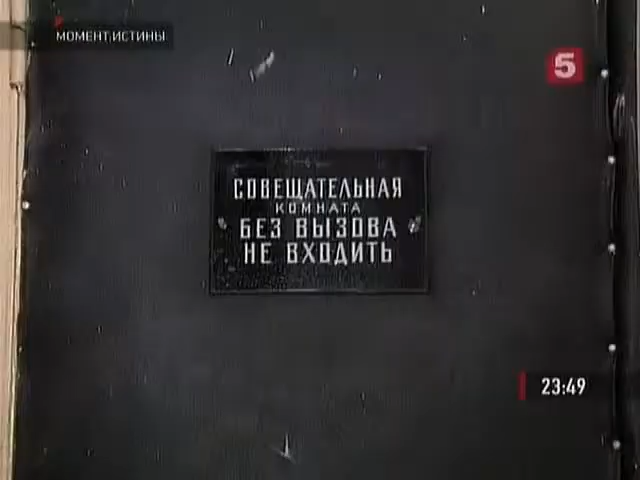 МОМЕНТ ИСТИНЫ
5
СОВЕЩАТЕЛЬНАЯ
КОМНАТА
БЕЗ ВЫЗОВА
НЕ ВХОДИТЬ
23:49